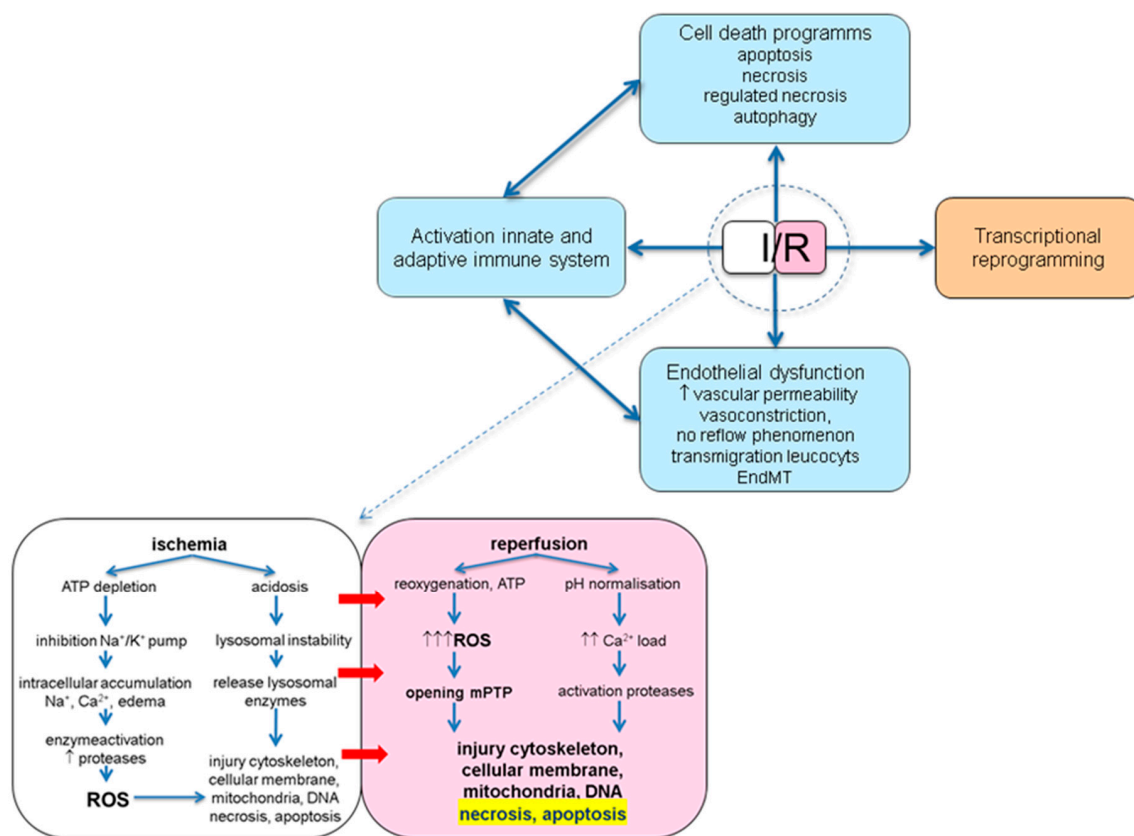 Cell death programms
apoptosis
necrosis
regulated necrosis
autophagy
Activation innate and
adaptive immune system
I/R
Transcriptional
reprogramming
Endothelial dysfunction
↑ vascular permeability
vasoconstriction,
no reflow phenomenon
transmigration leucocyts
EndMT
ischemia
ATP depletion
inhibition Na⁺/K⁺ pump
intracellular accumulation
Na⁺, Ca²⁺, edema
enzymeactivation
↑ proteases
ROS
acidosis
lysosomal instability
release lysosomal
enzymes
injury cytoskeleton,
cellular membrane,
mitochondria, DNA
necrosis, apoptosis
reperfusion
reoxygenation, ATP
↑↑↑ROS
opening mPTP
pH normalisation
↑↑ Ca²⁺ load
activation proteases
injury cytoskeleton,
cellular membrane,
mitochondria, DNA
necrosis, apoptosis